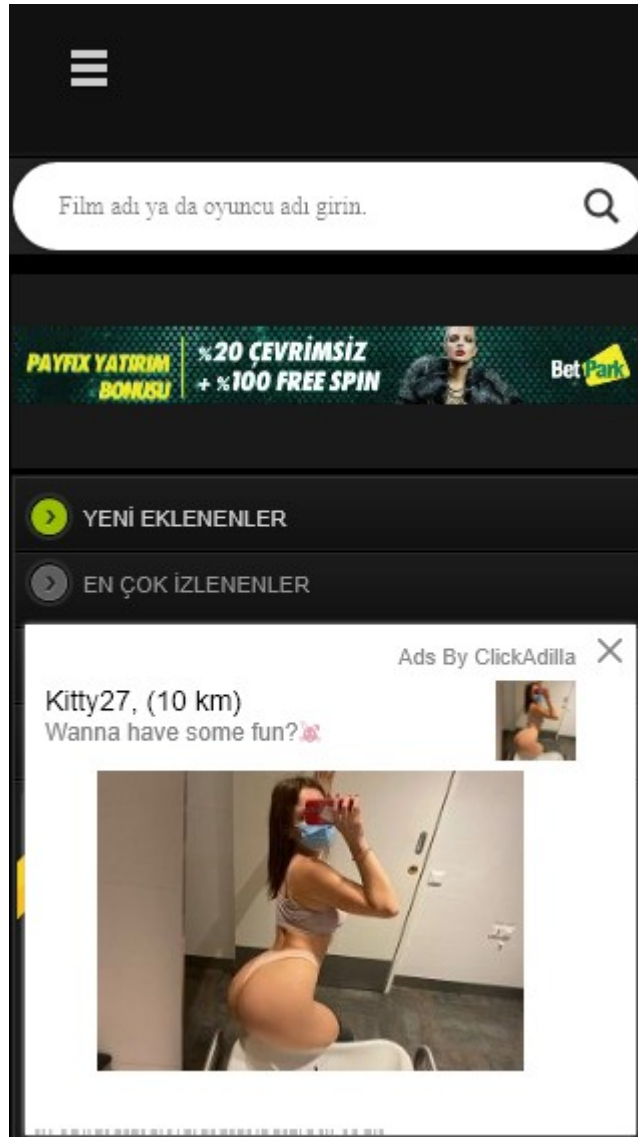 Film adı ya da oyuncu adı girin.
PAYFIX YATIRIM
BONUSU
%20 ÇEVRİMSİZ
+ %100 FREE SPIN
BetPark
YENİ EKLENENLER
EN ÇOK İZLENENLER
Ads By ClickAdilla
Kitty27, (10 km)
Wanna have some fun?